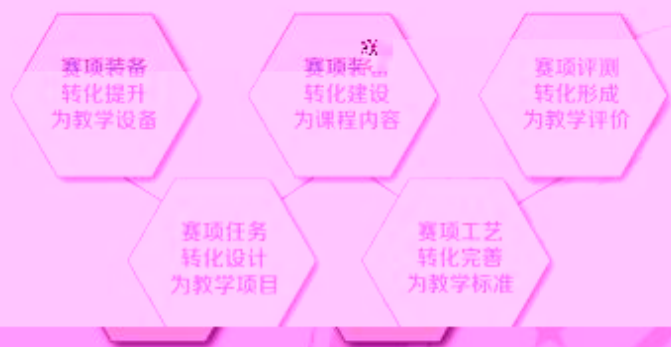 赛项装备
转化提升
为教学设备
赛项装
转化建设
为课程内容
赛项评测
转化形成
为教学评价
赛项任务
转化设计
为教学项目
赛项工艺
转化完善
为教学标准